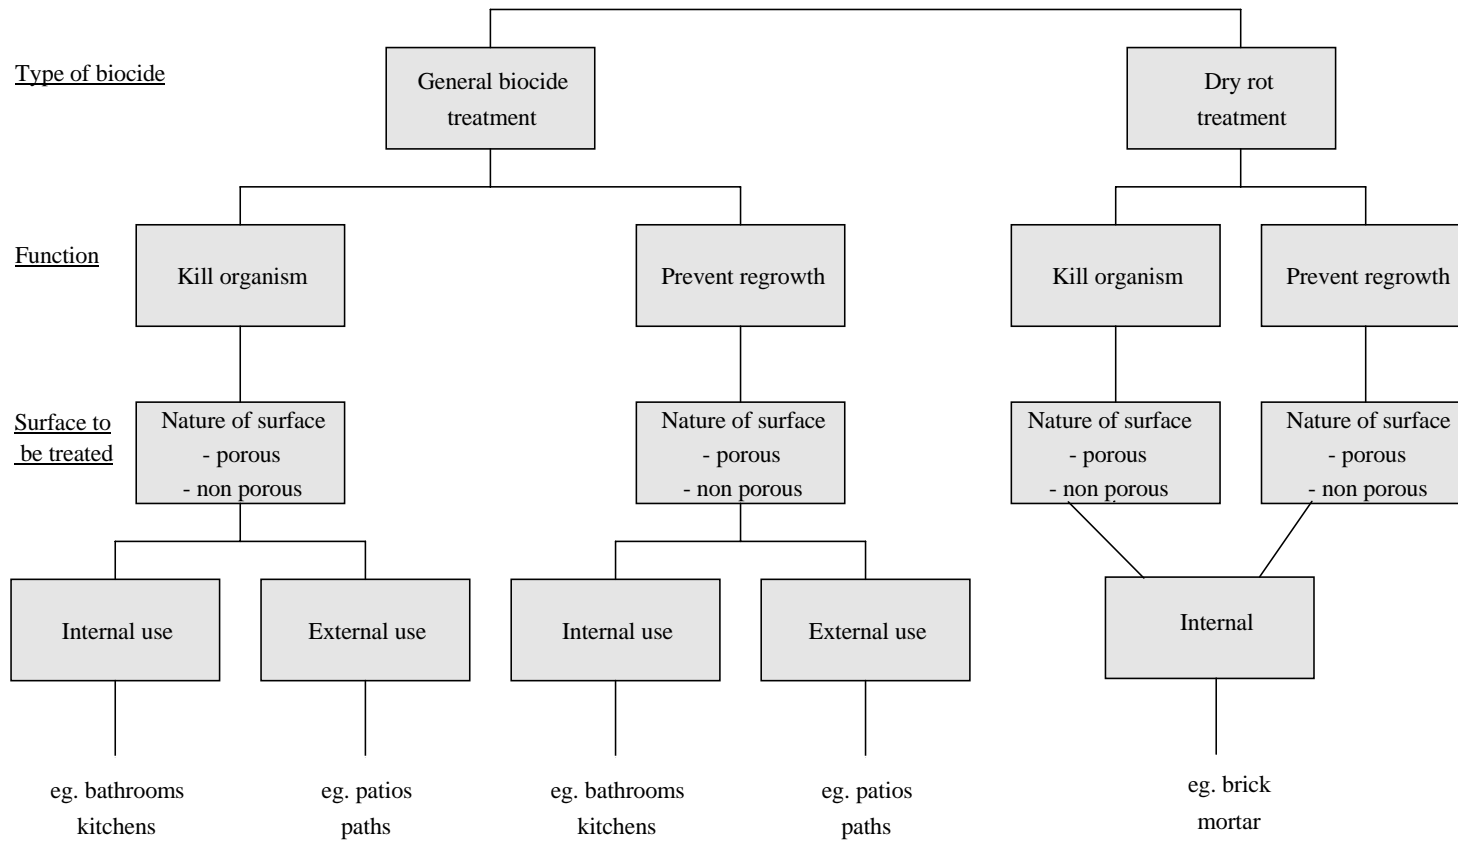 Type of biocide
General biocide
treatment
Dry rot
treatment
Function
Kill organism
Prevent regrowth
Kill organism
Prevent regrowth
Surface to
be treated
Nature of surface
- porous
- non porous
Nature of surface
- porous
- non porous
Nature of surface
- porous
- non porous
Nature of surface
- porous
- non porous
Internal use
External use
Internal use
External use
Internal
eg. bathrooms
kitchens
eg. patios
paths
eg. bathrooms
kitchens
eg. patios
paths
eg. brick
mortar